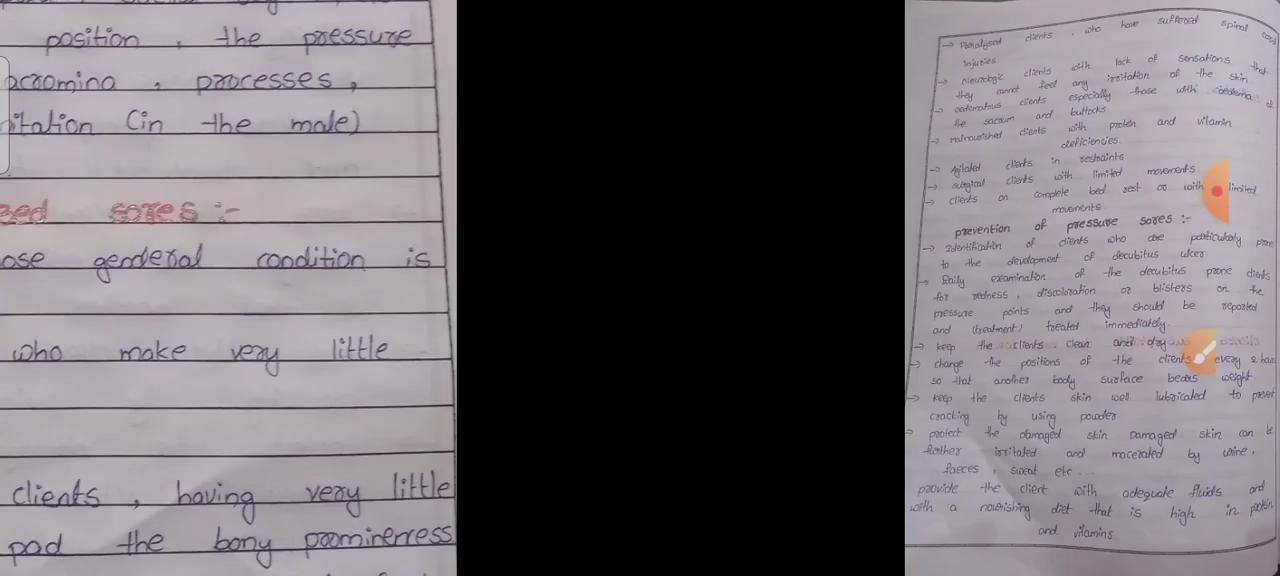 position , the pressure
acromina , processes ,
itation (in the male)
sores :-
ose genderal condition is
who make very little
clients , having very little
pad the bony poominerress
→ Paralysed clients , who have suffered spinal cord
injuries
→ Neurologic clients with lack of sensations that
they cannot feel any irritation of the skin
→ oedematous clients especially those with oedema of
the sacrum and buttocks
→ malnourished clients with protein and vitamin
deficiencies.
→ Agitated clients in restraints
→ surgical clients with limited movements
→ clients on complete bed rest or with limited
movements
prevention of pressure sores :-
→ Identification of clients who are particularly prone
to the development of decubitus ulcer
→ Daily examination of the decubitus prone clients
for redness , discoloration or blisters on the
pressure points and they should be reported
and (treatment) treated immediately.
→ keep the clients clean and dry
→ change the positions of the clients every 2 hours
so that another body surface bears weight
→ keep the clients skin well lubricated to prevent
cracking by using powder
→ protect the damaged skin Damaged skin can be
further irritated and macerated by urine ,
faeces , sweat etc ...
provide the client with adequate fluids and
with a nourishing diet that is high in protein
and vitamins